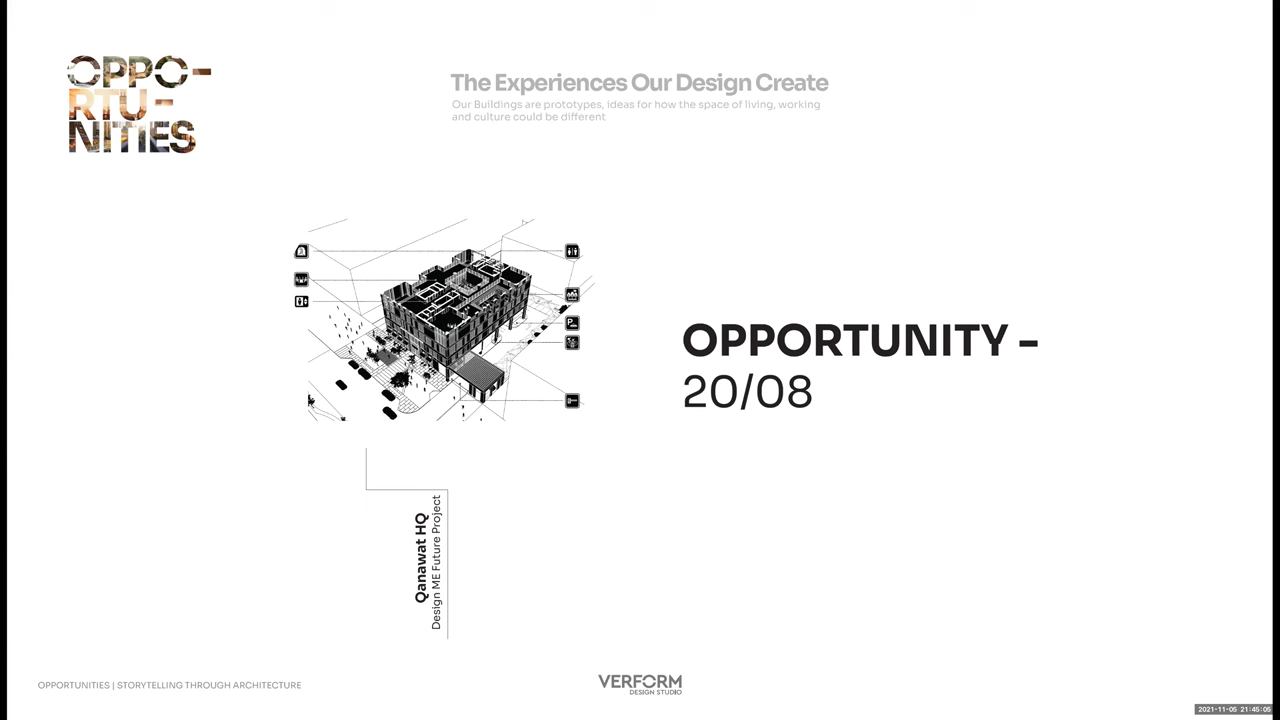 OPPO-
RTU-
NITIES
The Experiences Our Design Create
Our Buildings are prototypes, ideas for how the space of living, working
and culture could be different
P
OPPORTUNITY -
20/08
Qanawat HQ
Design ME Future Project
OPPORTUNITIES | STORYTELLING THROUGH ARCHITECTURE
VERFORM
DESIGN STUDIO
2021-11-05 21:45:05